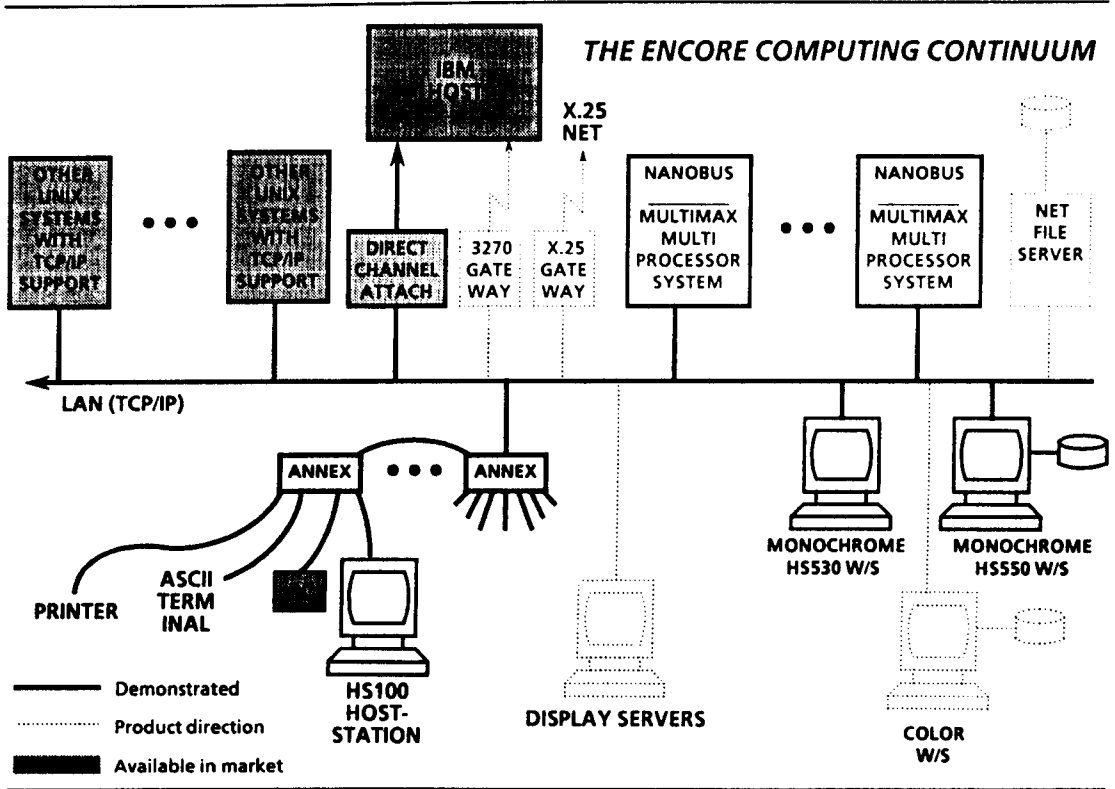 THE ENCORE COMPUTING CONTINUUM
IBM
HOST
X.25
NET
OTHER
UNIX
SYSTEMS
WITH
TCP/IP
SUPPORT
OTHER
UNIX
SYSTEMS
WITH
TCP/IP
SUPPORT
DIRECT
CHANNEL
ATTACH
3270
GATE
WAY
X.25
GATE
WAY
NANOBUS
MULTIMAX
MULTI
PROCESSOR
SYSTEM
NANOBUS
MULTIMAX
MULTI
PROCESSOR
SYSTEM
NET
FILE
SERVER
LAN (TCP/IP)
ANNEX
ANNEX
PRINTER
ASCII
TERM
INAL
HS100
HOST-
STATION
DISPLAY SERVERS
MONOCHROME
HS530 W/S
MONOCHROME
HS550 W/S
COLOR
W/S
Demonstrated
Product direction
Available in market